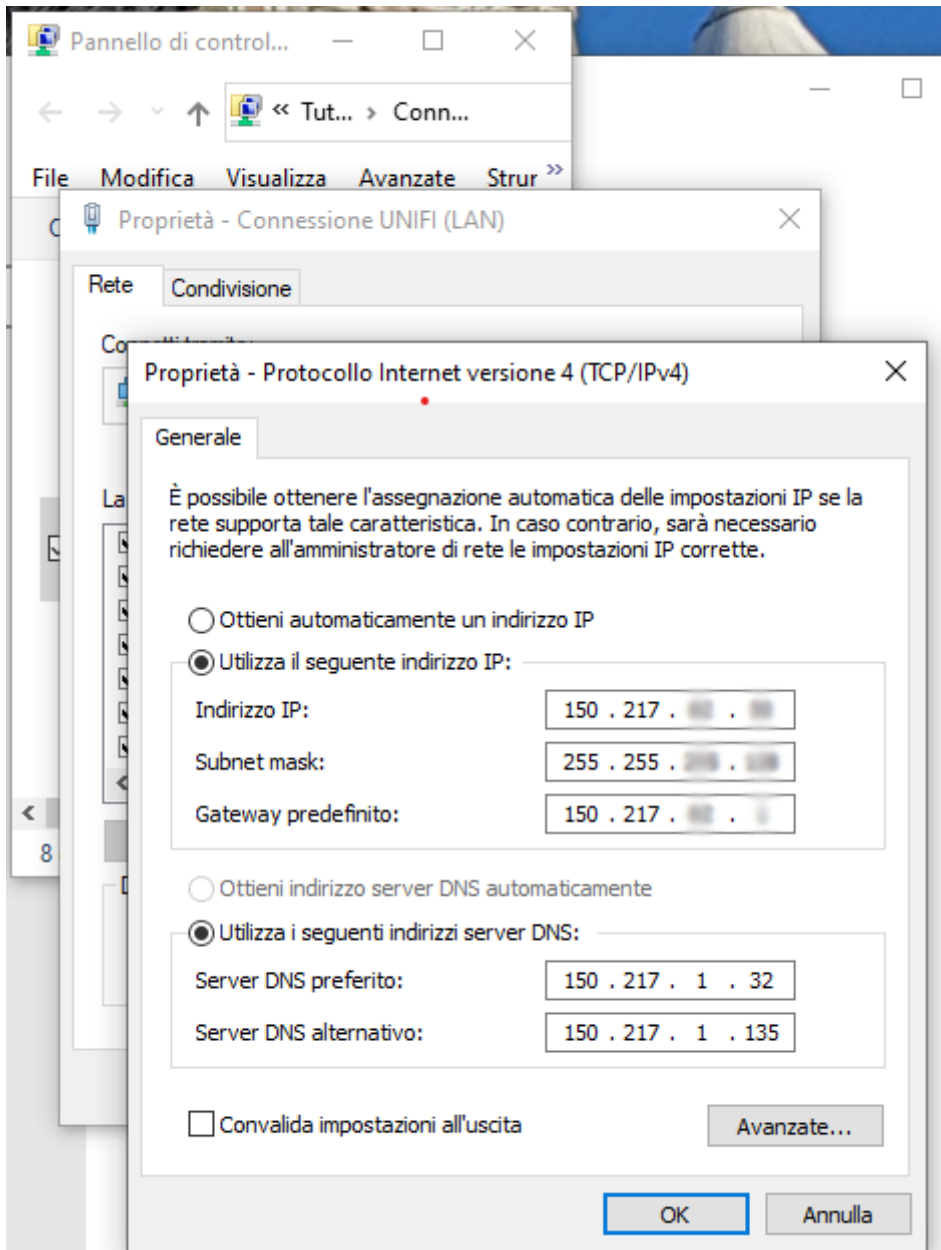 Pannello di control...
« Tut... › Conn...
File Modifica Visualizza Avanzate Strur »
Proprietà - Connessione UNIFI (LAN)
Rete Condivisione
Proprietà - Protocollo Internet versione 4 (TCP/IPv4)
La
Generale
È possibile ottenere l'assegnazione automatica delle impostazioni IP se la
rete supporta tale caratteristica. In caso contrario, sarà necessario
richiedere all'amministratore di rete le impostazioni IP corrette.
Ottieni automaticamente un indirizzo IP
Utilizza il seguente indirizzo IP:
Indirizzo IP: 150 . 217 . .
Subnet mask: 255 . 255 . .
Gateway predefinito: 150 . 217 . .
8
Ottieni indirizzo server DNS automaticamente
Utilizza i seguenti indirizzi server DNS:
Server DNS preferito: 150 . 217 . 1 . 32
Server DNS alternativo: 150 . 217 . 1 . 135
Convalida impostazioni all'uscita
Avanzate...
OK Annulla